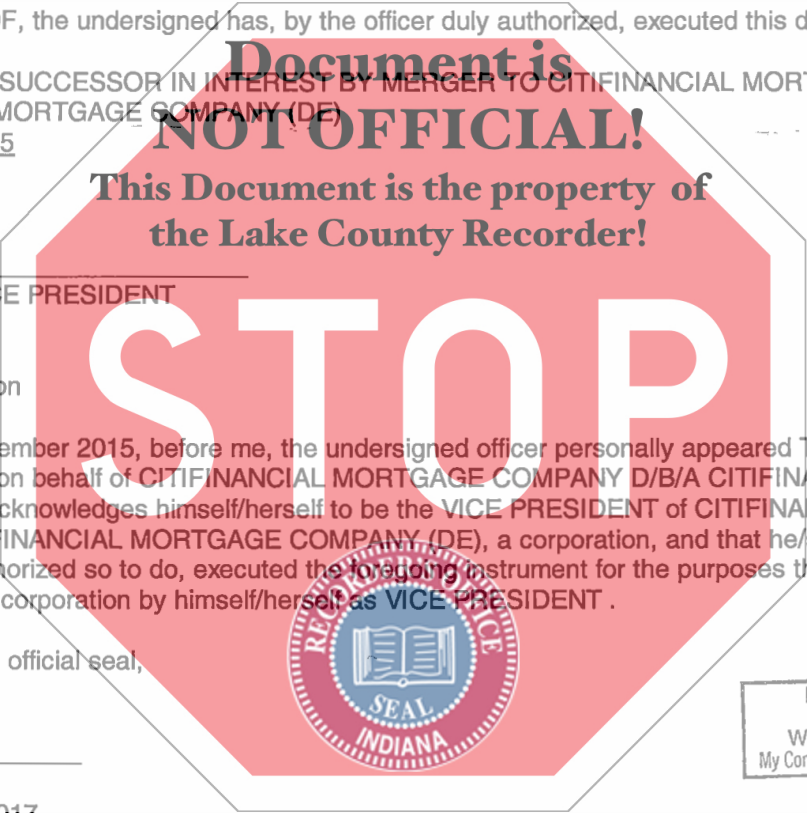 F, the undersigned has, by the officer duly authorized, executed this d
Document is
SUCCESSOR IN INTEREST BY MERGER TO CITIFINANCIAL MOR
MORTGAGE COMPANY (DE)
NOT OFFICIAL!
5
This Document is the property of
the Lake County Recorder!
CE PRESIDENT
STOP
on
ember 2015, before me, the undersigned officer personally appeared T
on behalf of CITIFINANCIAL MORTGAGE COMPANY D/B/A CITIFINA
cknowledges himself/herself to be the VICE PRESIDENT of CITIFINA
FINANCIAL MORTGAGE COMPANY (DE), a corporation, and that he/
horized so to do, executed the foregoing instrument for the purposes th
corporation by himself/herself as VICE PRESIDENT .
RECORDER'S OFFICE
SEAL
INDIANA
official seal,
W
My Cor
017